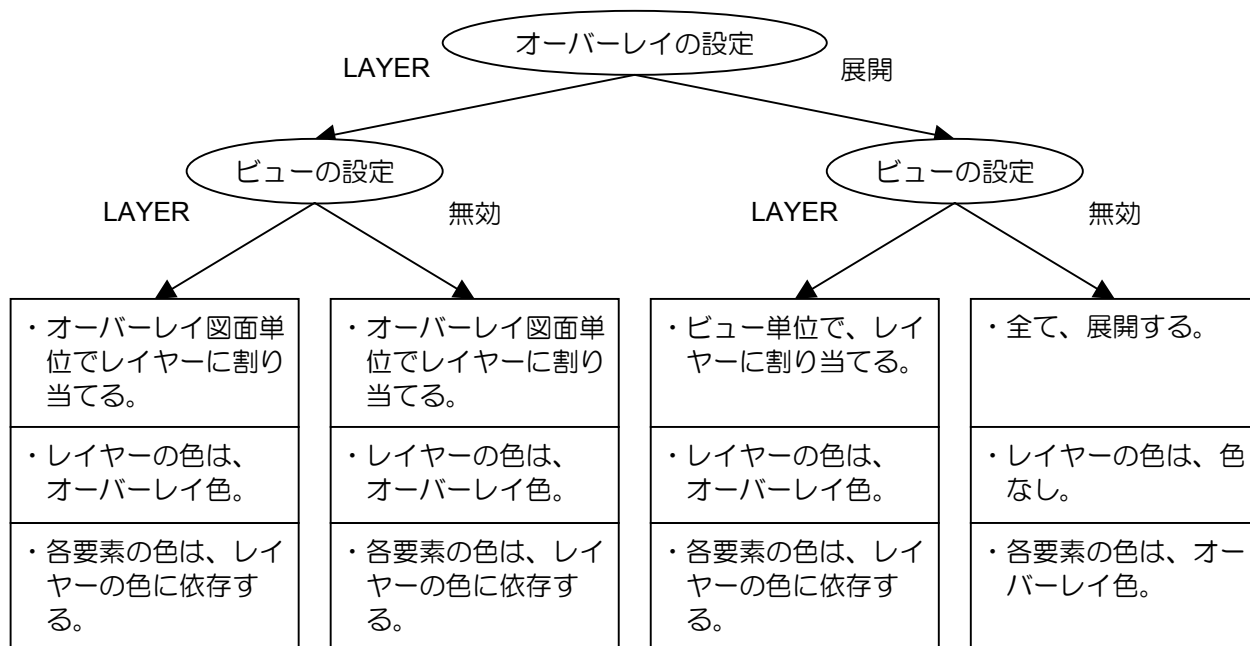 オーバーレイの設定
LAYER
展開
ビューの設定
ビューの設定
LAYER
無効
LAYER
無効
・オーバーレイ図面単
位でレイヤーに割り
当てる。
・レイヤーの色は、
オーバーレイ色。
・各要素の色は、レイ
ヤーの色に依存す
る。
・オーバーレイ図面単
位でレイヤーに割り
当てる。
・レイヤーの色は、
オーバーレイ色。
・各要素の色は、レイ
ヤーの色に依存す
る。
・ビュー単位で、レイ
ヤーに割り当てる。
・レイヤーの色は、
オーバーレイ色。
・各要素の色は、レイ
ヤーの色に依存す
る。
・全て、展開する。
・レイヤーの色は、色
なし。
・各要素の色は、オー
バーレイ色。